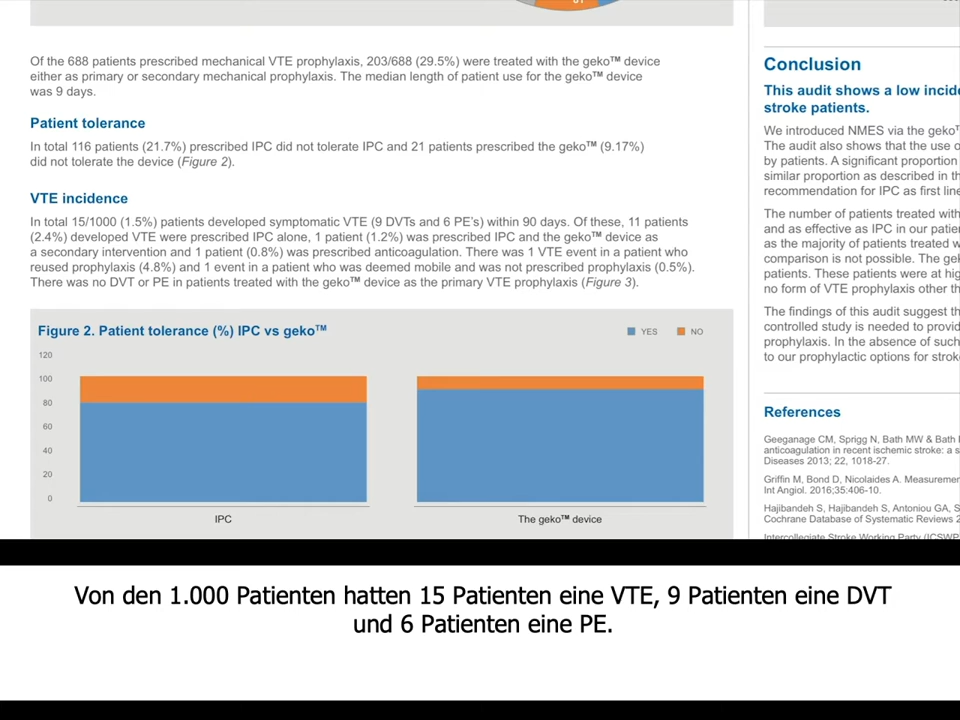 Of the 688 patients prescribed mechanical VTE prophylaxis, 203/688 (29.5%) were treated with the geko™ device
either as primary or secondary mechanical prophylaxis. The median length of patient use for the geko™ device
was 9 days.
Patient tolerance
In total 116 patients (21.7%) prescribed IPC did not tolerate IPC and 21 patients prescribed the geko™ (9.17%)
did not tolerate the device (Figure 2).
VTE incidence
In total 15/1000 (1.5%) patients developed symptomatic VTE (9 DVTs and 6 PE's) within 90 days. Of these, 11 patients
(2.4%) developed VTE were prescribed IPC alone, 1 patient (1.2%) was prescribed IPC and the geko™ device as
a secondary intervention and 1 patient (0.8%) was prescribed anticoagulation. There was 1 VTE event in a patient who
reused prophylaxis (4.8%) and 1 event in a patient who was deemed mobile and was not prescribed prophylaxis (0.5%).
There was no DVT or PE in patients treated with the geko™ device as the primary VTE prophylaxis (Figure 3).
Figure 2. Patient tolerance (%) IPC vs geko™
YES NO
120
100
80
60
40
20
0
IPC
The geko™ device
Conclusion
This audit shows a low
stroke patients.
We introduced NMES via the geko™
The audit also shows that the use
by patients. A significant proportion
similar proportion as described in
recommendation for IPC as first
The number of patients treated
and as effective as IPC in our
as the majority of patients treated
comparison is not possible. The
patients. These patients were at
no form of VTE prophylaxis other
The findings of this audit suggest
controlled study is needed to
prophylaxis. In the absence of such
to our prophylactic options for
References
Geeganage CM, Sprigg N, Bath MW & Bath
anticoagulation in recent ischemic stroke: a
Diseases 2013; 22, 1018-27.
Griffin M, Bond D, Nicolaides A.
Int Angiol. 2016;35:406-10.
Hajibandeh S, Hajibandeh S, Antoniou GA,
Cochrane Database of Systematic Reviews
Intercollegiate Stroke Working Party
Von den 1.000 Patienten hatten 15 Patienten eine VTE, 9 Patienten eine DVT
und 6 Patienten eine PE.